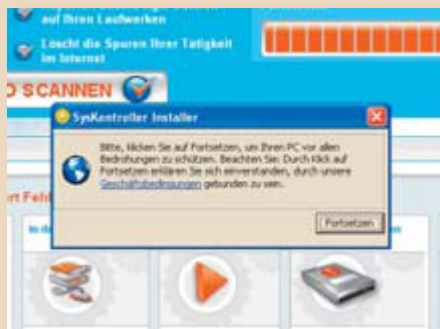 auf Ihren Laufwerken
Löscht die Spuren Ihrer Tätigkeit
im Internet
SCANNEN
SysKontroller Installer
Bitte, klicken Sie auf Fortsetzen, um Ihren PC vor allen
Bedrohungen zu schützen. Beachten Sie: Durch Klick auf
Fortsetzen erklären Sie sich einverstanden, durch unsere
Geschäftsbedingungen gebunden zu sein.
Fortsetzen